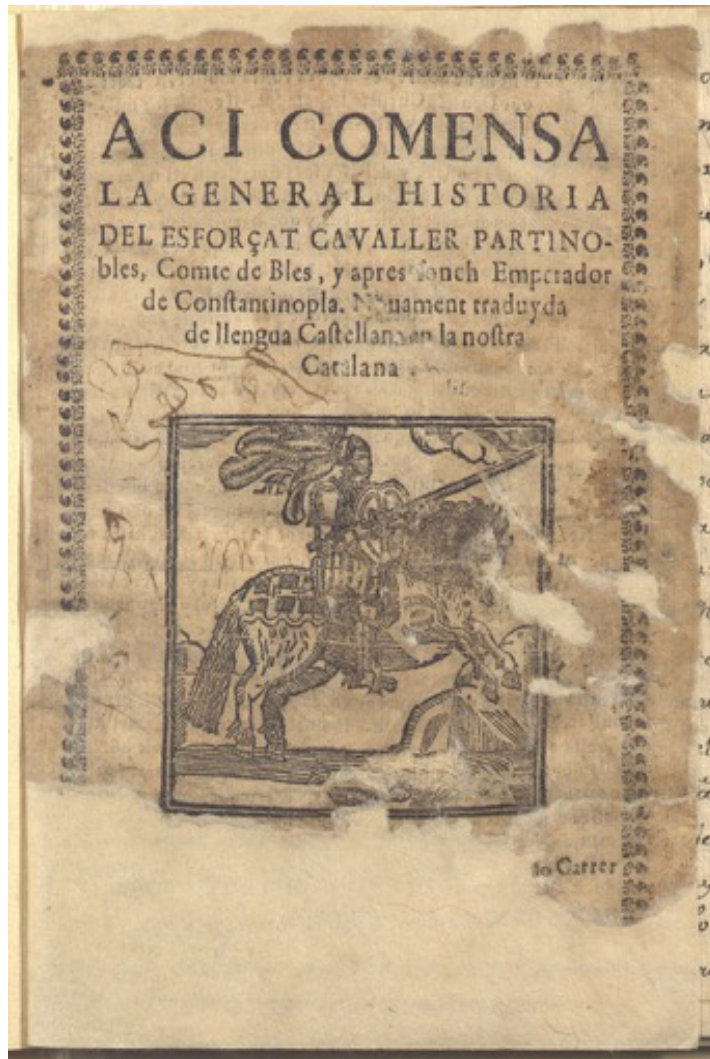 ACI COMENSA
LA GENERAL HISTORIA
DEL ESFORÇAT CAVALLER PARTINO-
bles, Comte de Bles, y apres fonch Emperador
de Conſtantinopla. Nouament traduyda
de llengua Caſtellana en la noſtra
Catalana
lo Carrer